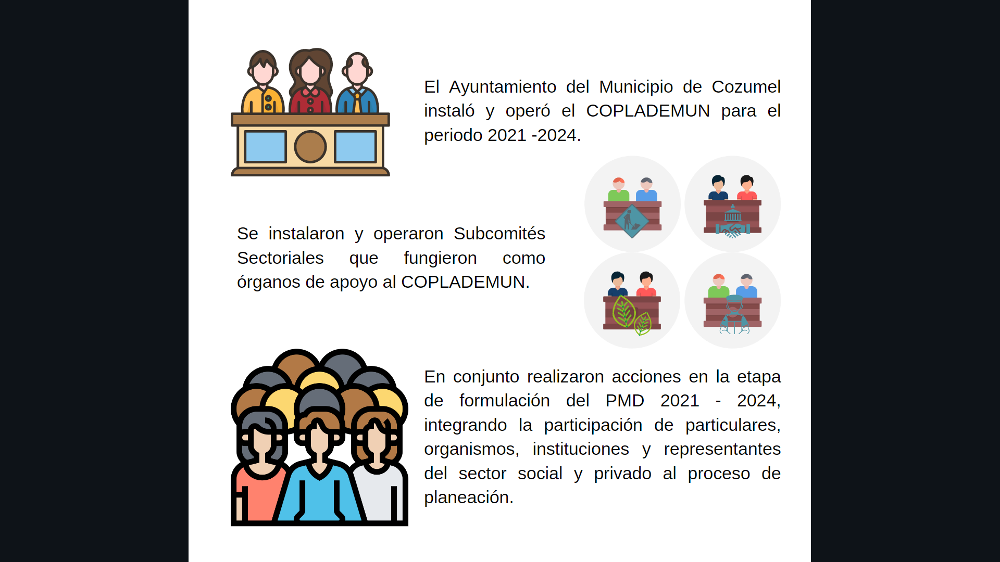 El Ayuntamiento del Municipio de Cozumel
instaló y operó el COPLADEMUN para el
periodo 2021 -2024.
Se instalaron y operaron Subcomités
Sectoriales que fungieron como
órganos de apoyo al COPLADEMUN.
En conjunto realizaron acciones en la etapa
de formulación del PMD 2021 - 2024,
integrando la participación de particulares,
organismos, instituciones y representantes
del sector social y privado al proceso de
planeación.